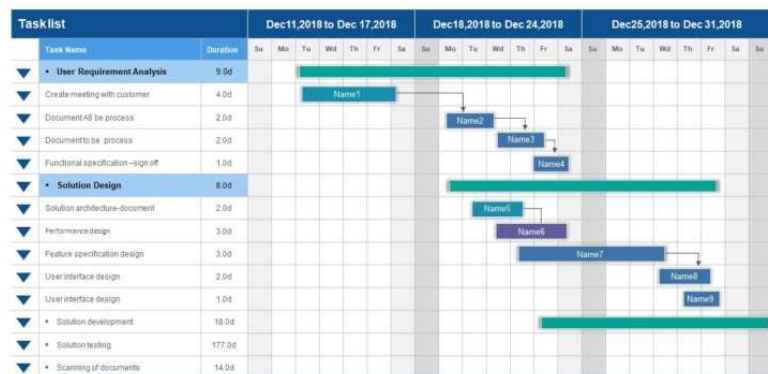 Tasklist Dec11,2018 to Dec 17,2018 Dec18,2018 to Dec 24,2018 Dec25,2018 to Dec 31,2018
Task Name Duration Su Mo Tu Wd Th Fr Sa Su Mo Tu Wd Th Fr Sa Su Mo Tu Wd Th Fr Sa Su
• User Requirement Analysis 9.0d
Create meeting with customer 4.0d Name1
Document AS be process 2.0d Name2
Document to be process 2.0d Name3
Functional specification –sign off 1.0d Name4
• Solution Design 8.0d
Solution architecture-document 2.0d Name5
Performance design 3.0d Name6
Feature specification design 3.0d Name7
User interface design 2.0d Name8
User interface design 1.0d Name9
• Solution development 18.0d
• Solution testing 177.0d
• Scanning of documents 14.0d